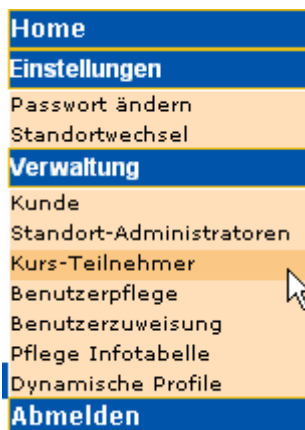 Home
Einstellungen
Passwort ändern
Standortwechsel
Verwaltung
Kunde
Standort-Administratoren
Kurs-Teilnehmer
Benutzerpflege
Benutzerzuweisung
Pflege Infotabelle
Dynamische Profile
Abmelden